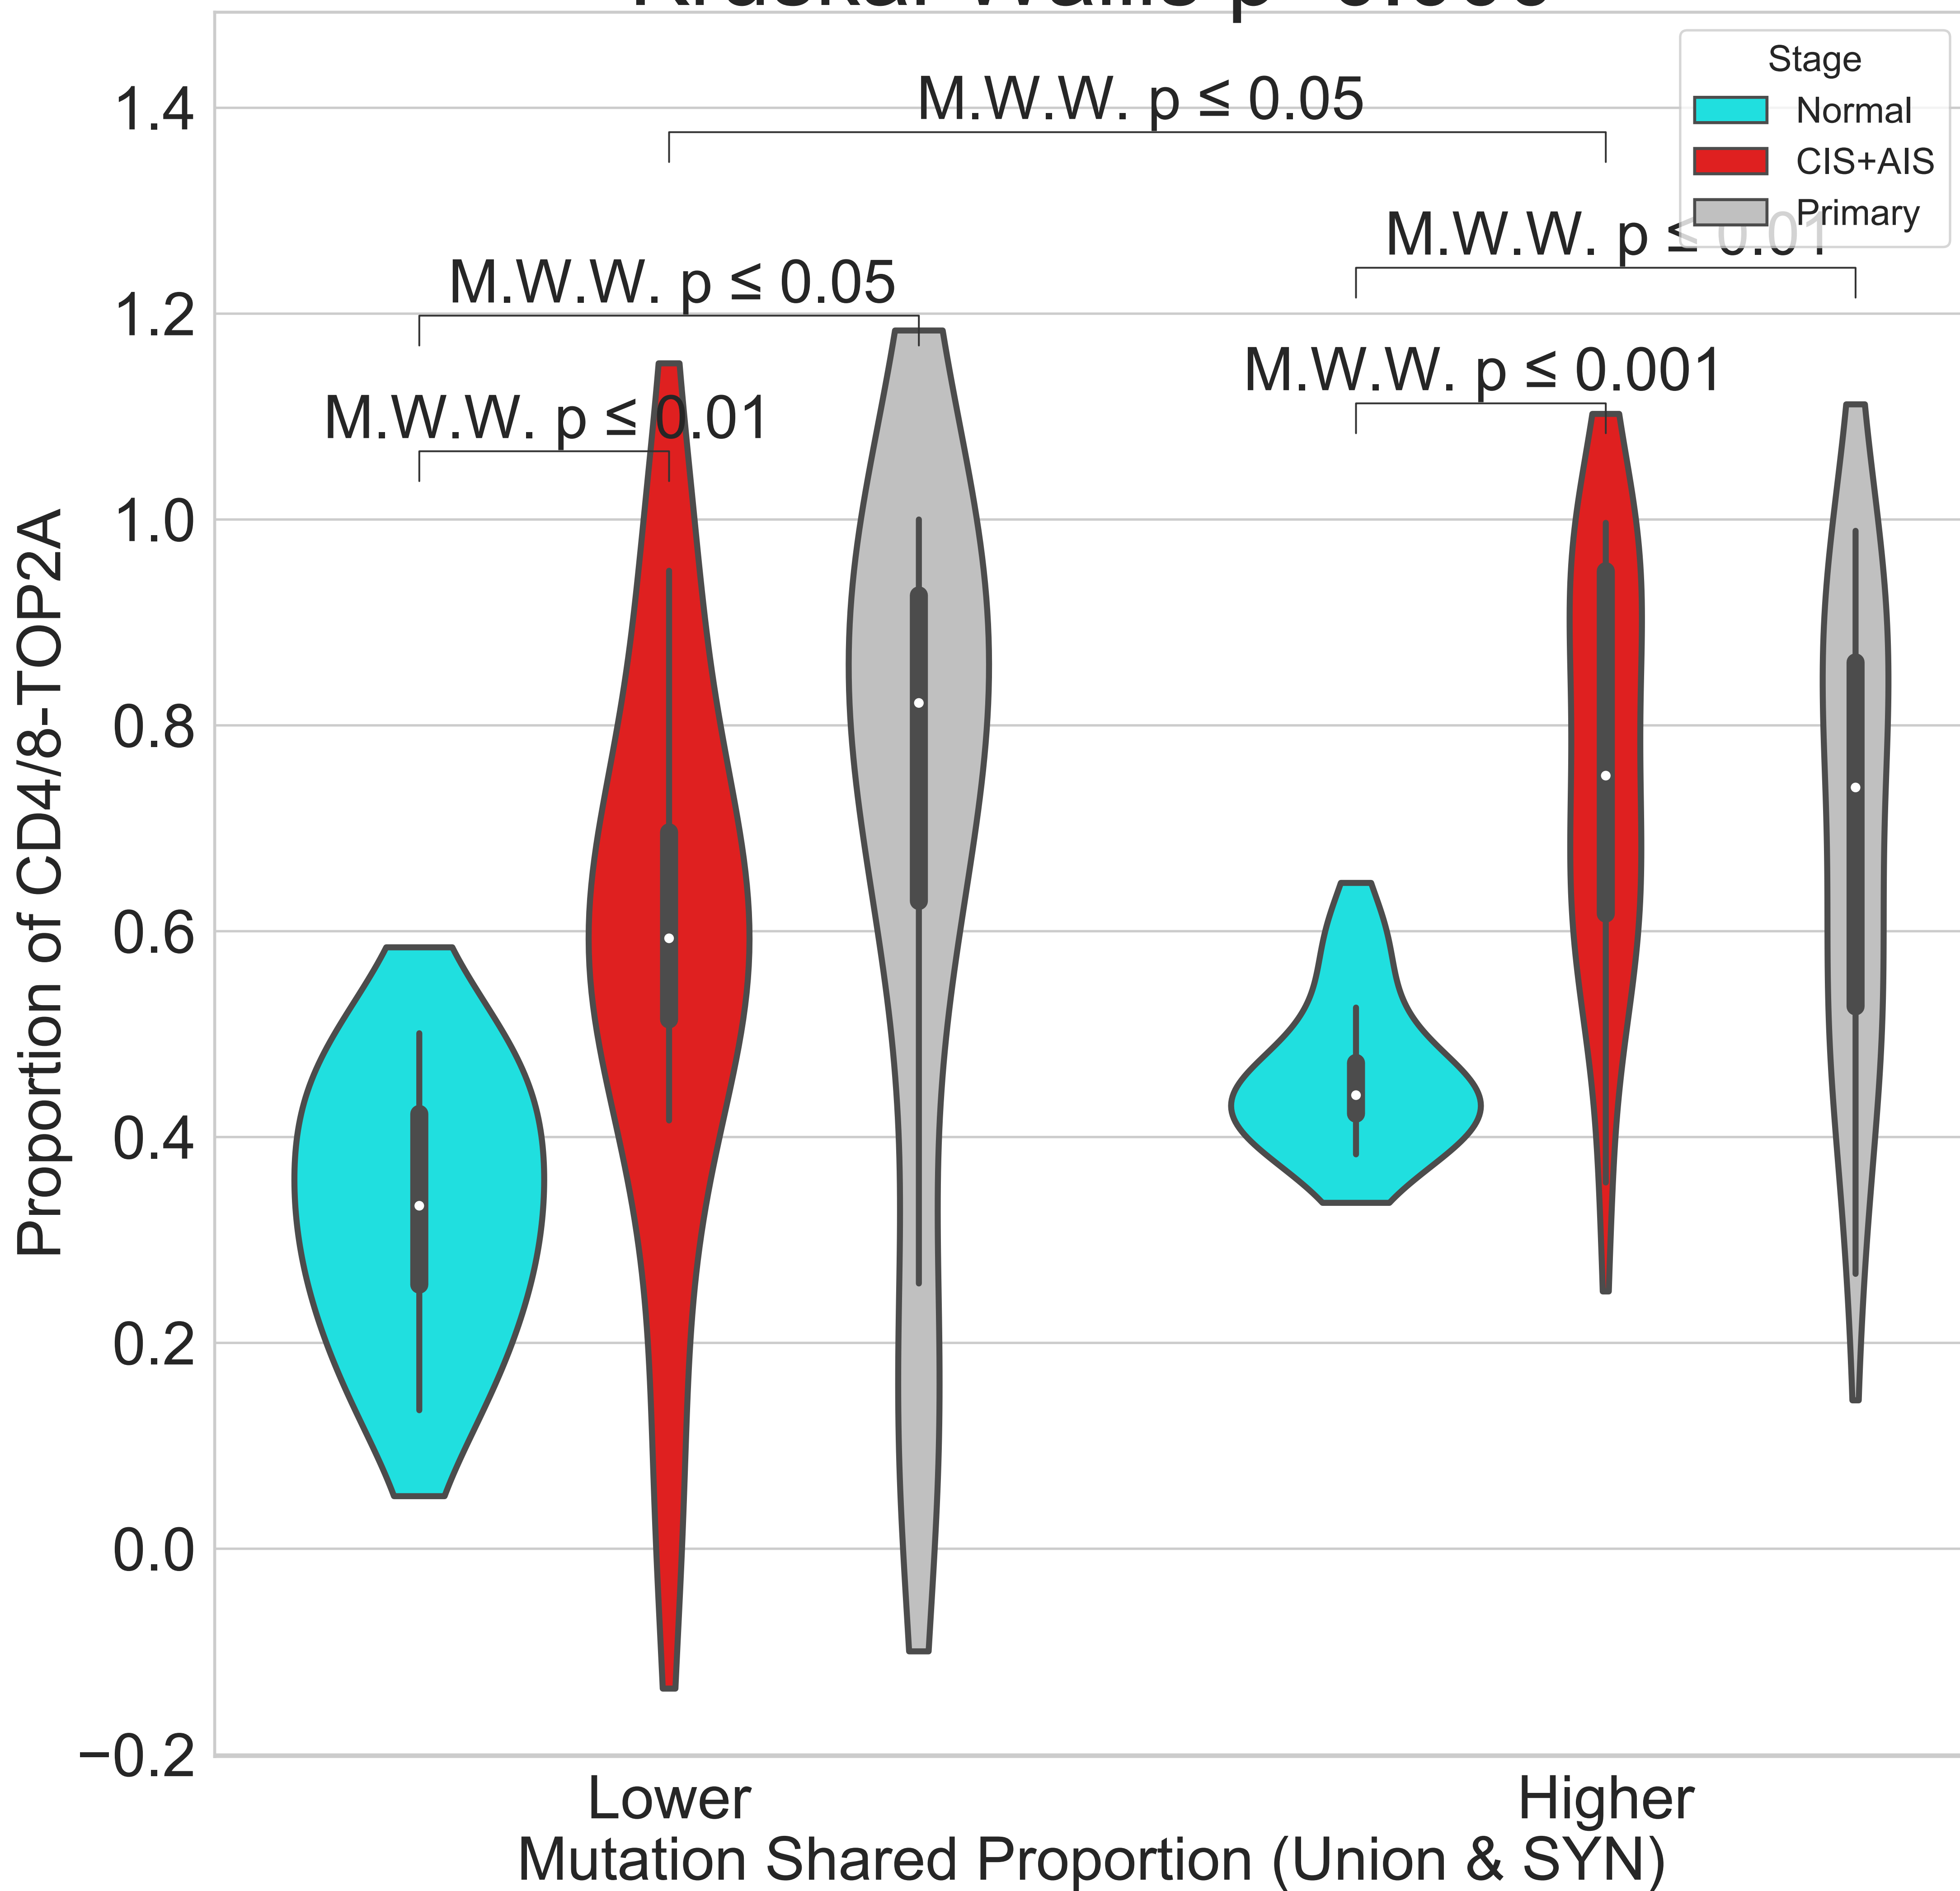 M.W.W. p ≤ 0.05
Stage
Normal
CIS+AIS
Primary
M.W.W. p ≤ 0.01
M.W.W. p ≤ 0.05
M.W.W. p ≤ 0.001
M.W.W. p ≤ 0.01
1.4
1.2
1.0
0.8
0.6
0.4
0.2
0.0
−0.2
Proportion of CD4/8-TOP2A
Lower
Higher
Mutation Shared Proportion (Union & SYN)